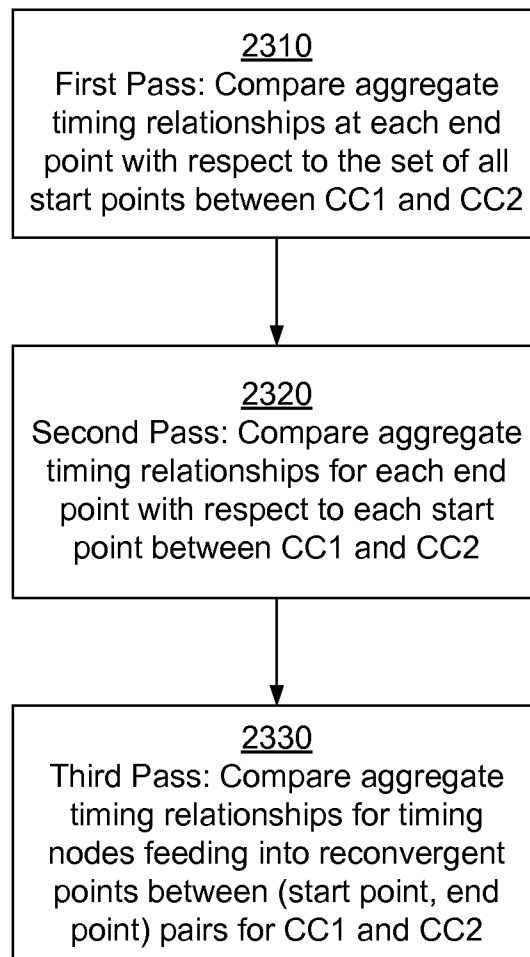 2310
First Pass: Compare aggregate
timing relationships at each end
point with respect to the set of all
start points between CC1 and CC2
2320
Second Pass: Compare aggregate
timing relationships for each end
point with respect to each start
point between CC1 and CC2
2330
Third Pass: Compare aggregate
timing relationships for timing
nodes feeding into reconvergent
points between (start point, end
point) pairs for CC1 and CC2